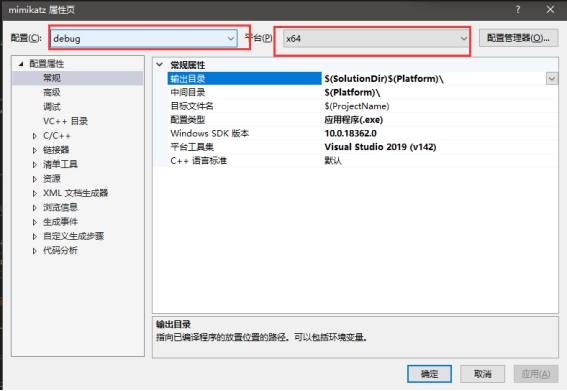 mimikatz 属性页
配置(C): debug 平台(P) x64 配置管理器(O)...
配置属性
常规
高级
调试
VC++ 目录
C/C++
链接器
清单工具
资源
XML 文档生成器
浏览信息
生成事件
自定义生成步骤
代码分析
常规属性
输出目录 $(SolutionDir)$(Platform)\
中间目录 $(Platform)\
目标文件名 $(ProjectName)
配置类型 应用程序(.exe)
Windows SDK 版本 10.0.18362.0
平台工具集 Visual Studio 2019 (v142)
C++ 语言标准 默认
输出目录
指向已编译程序的放置位置的路径。可以包括环境变量。
确定 取消 应用(A)